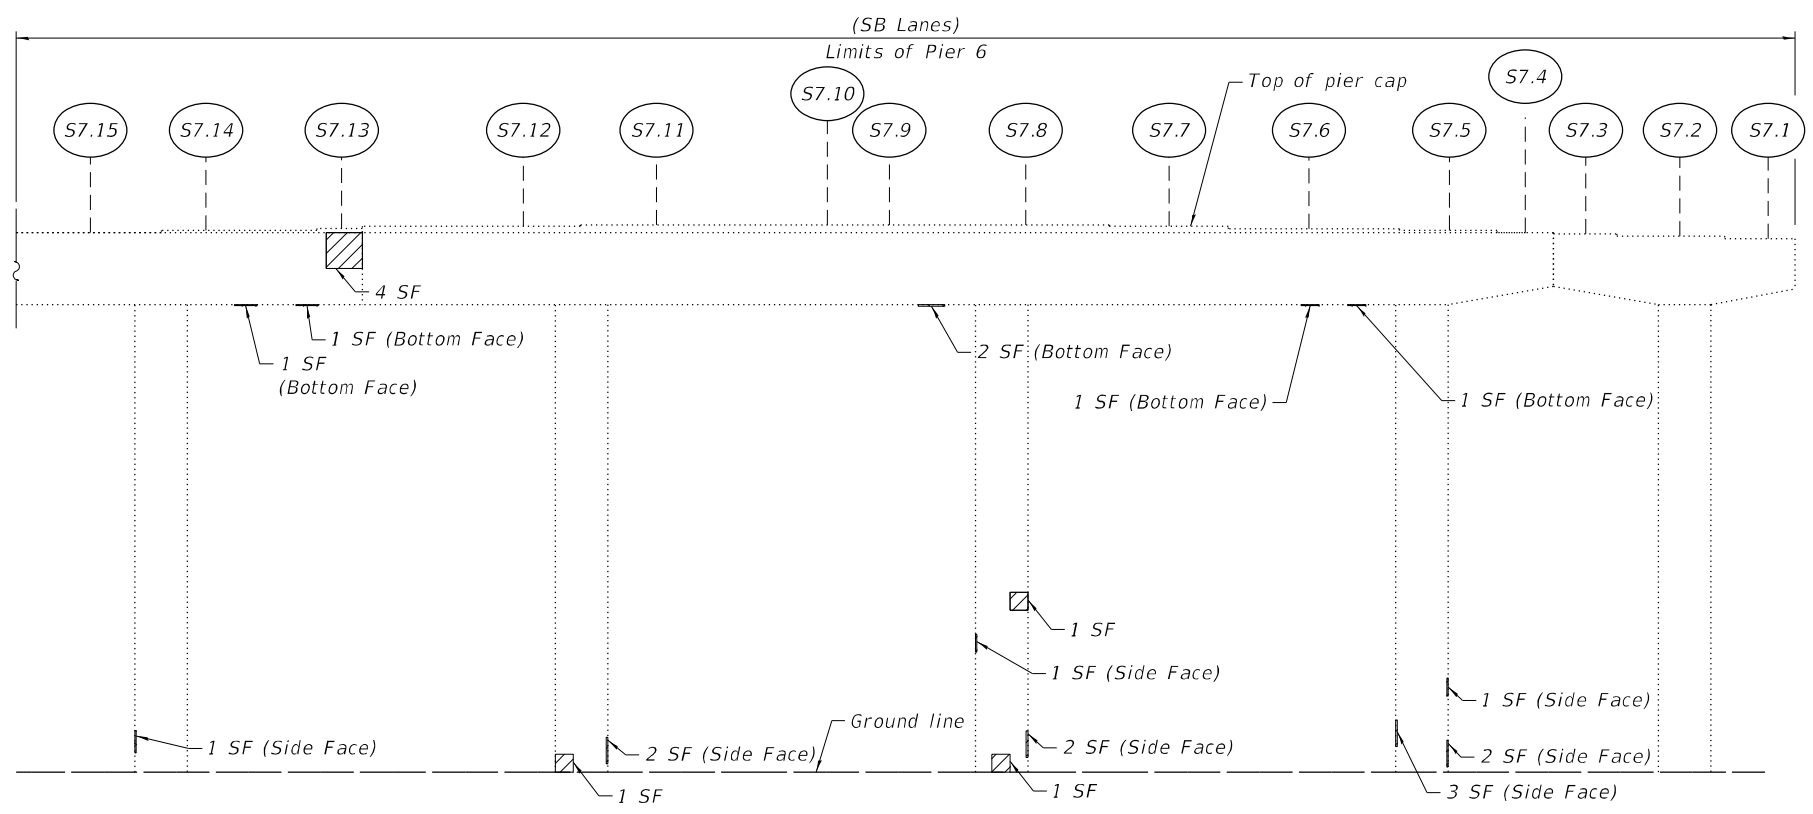 (SB Lanes)
Limits of Pier 6
Top of pier cap
S7.15
S7.14
S7.13
S7.12
S7.11
S7.10
S7.9
S7.8
S7.7
S7.6
S7.5
S7.4
S7.3
S7.2
S7.1
4 SF
1 SF (Bottom Face)
1 SF
(Bottom Face)
2 SF (Bottom Face)
1 SF (Bottom Face)
1 SF (Bottom Face)
1 SF
1 SF (Side Face)
1 SF (Side Face)
Ground line
1 SF (Side Face)
2 SF (Side Face)
2 SF (Side Face)
2 SF (Side Face)
1 SF
1 SF
3 SF (Side Face)